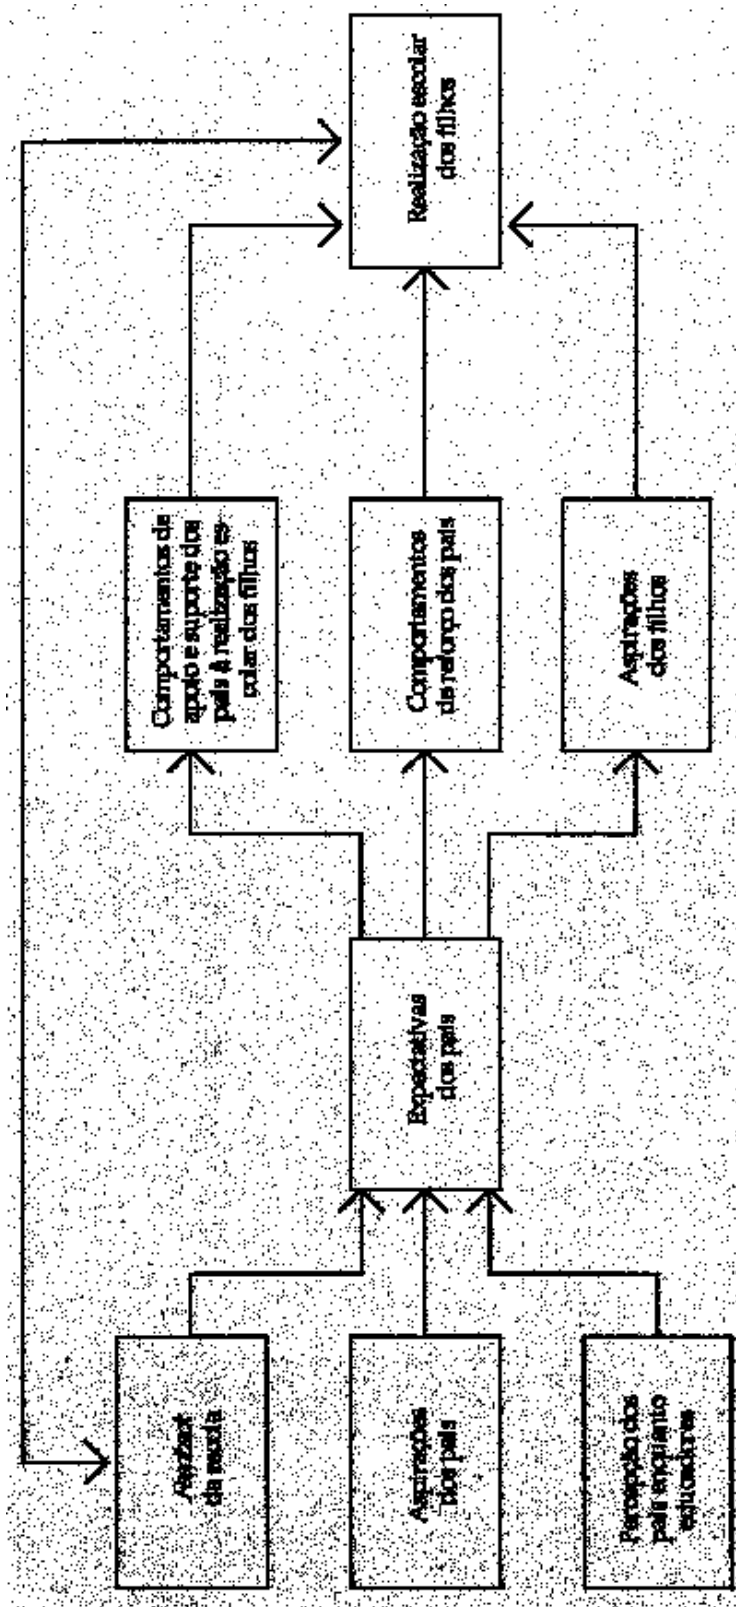 Feedback
da escola
Aspirações
dos pais
Percepção dos
pais enquanto
educadores
Expectativas
dos pais
Comportamentos de
apoio e suporte dos
pais à realização es
colar dos filhos
Comportamentos
de reforço dos pais
Aspirações
dos filhos
Realização escolar
dos filhos